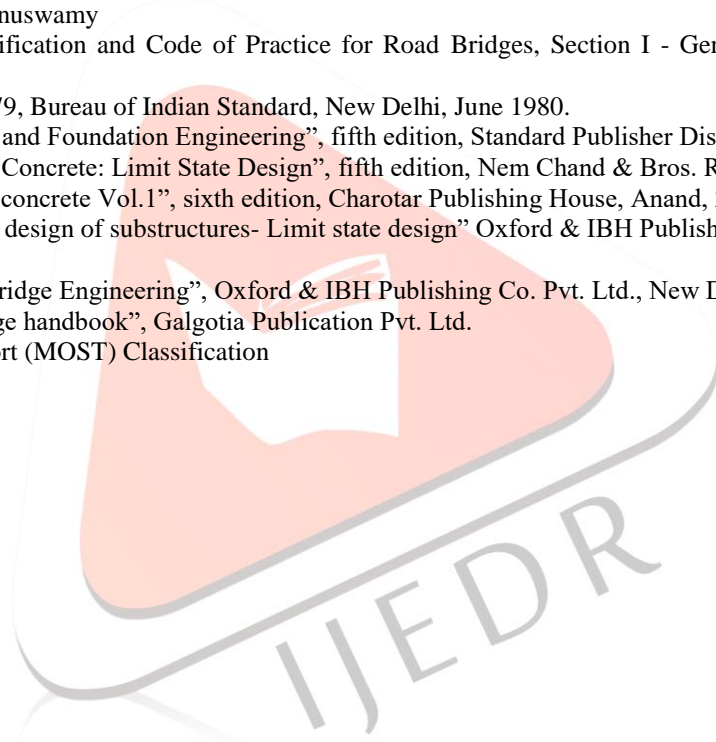 nuswamy
ification and Code of Practice for Road Bridges, Section I - Gen
79, Bureau of Indian Standard, New Delhi, June 1980.
and Foundation Engineering”, fifth edition, Standard Publisher Dis
Concrete: Limit State Design”, fifth edition, Nem Chand & Bros. R
concrete Vol.1”, sixth edition, Charotar Publishing House, Anand,
design of substructures- Limit state design” Oxford & IBH Publish
ridge Engineering”, Oxford & IBH Publishing Co. Pvt. Ltd., New D
ge handbook”, Galgotia Publication Pvt. Ltd.
rt (MOST) Classification
IJEDR